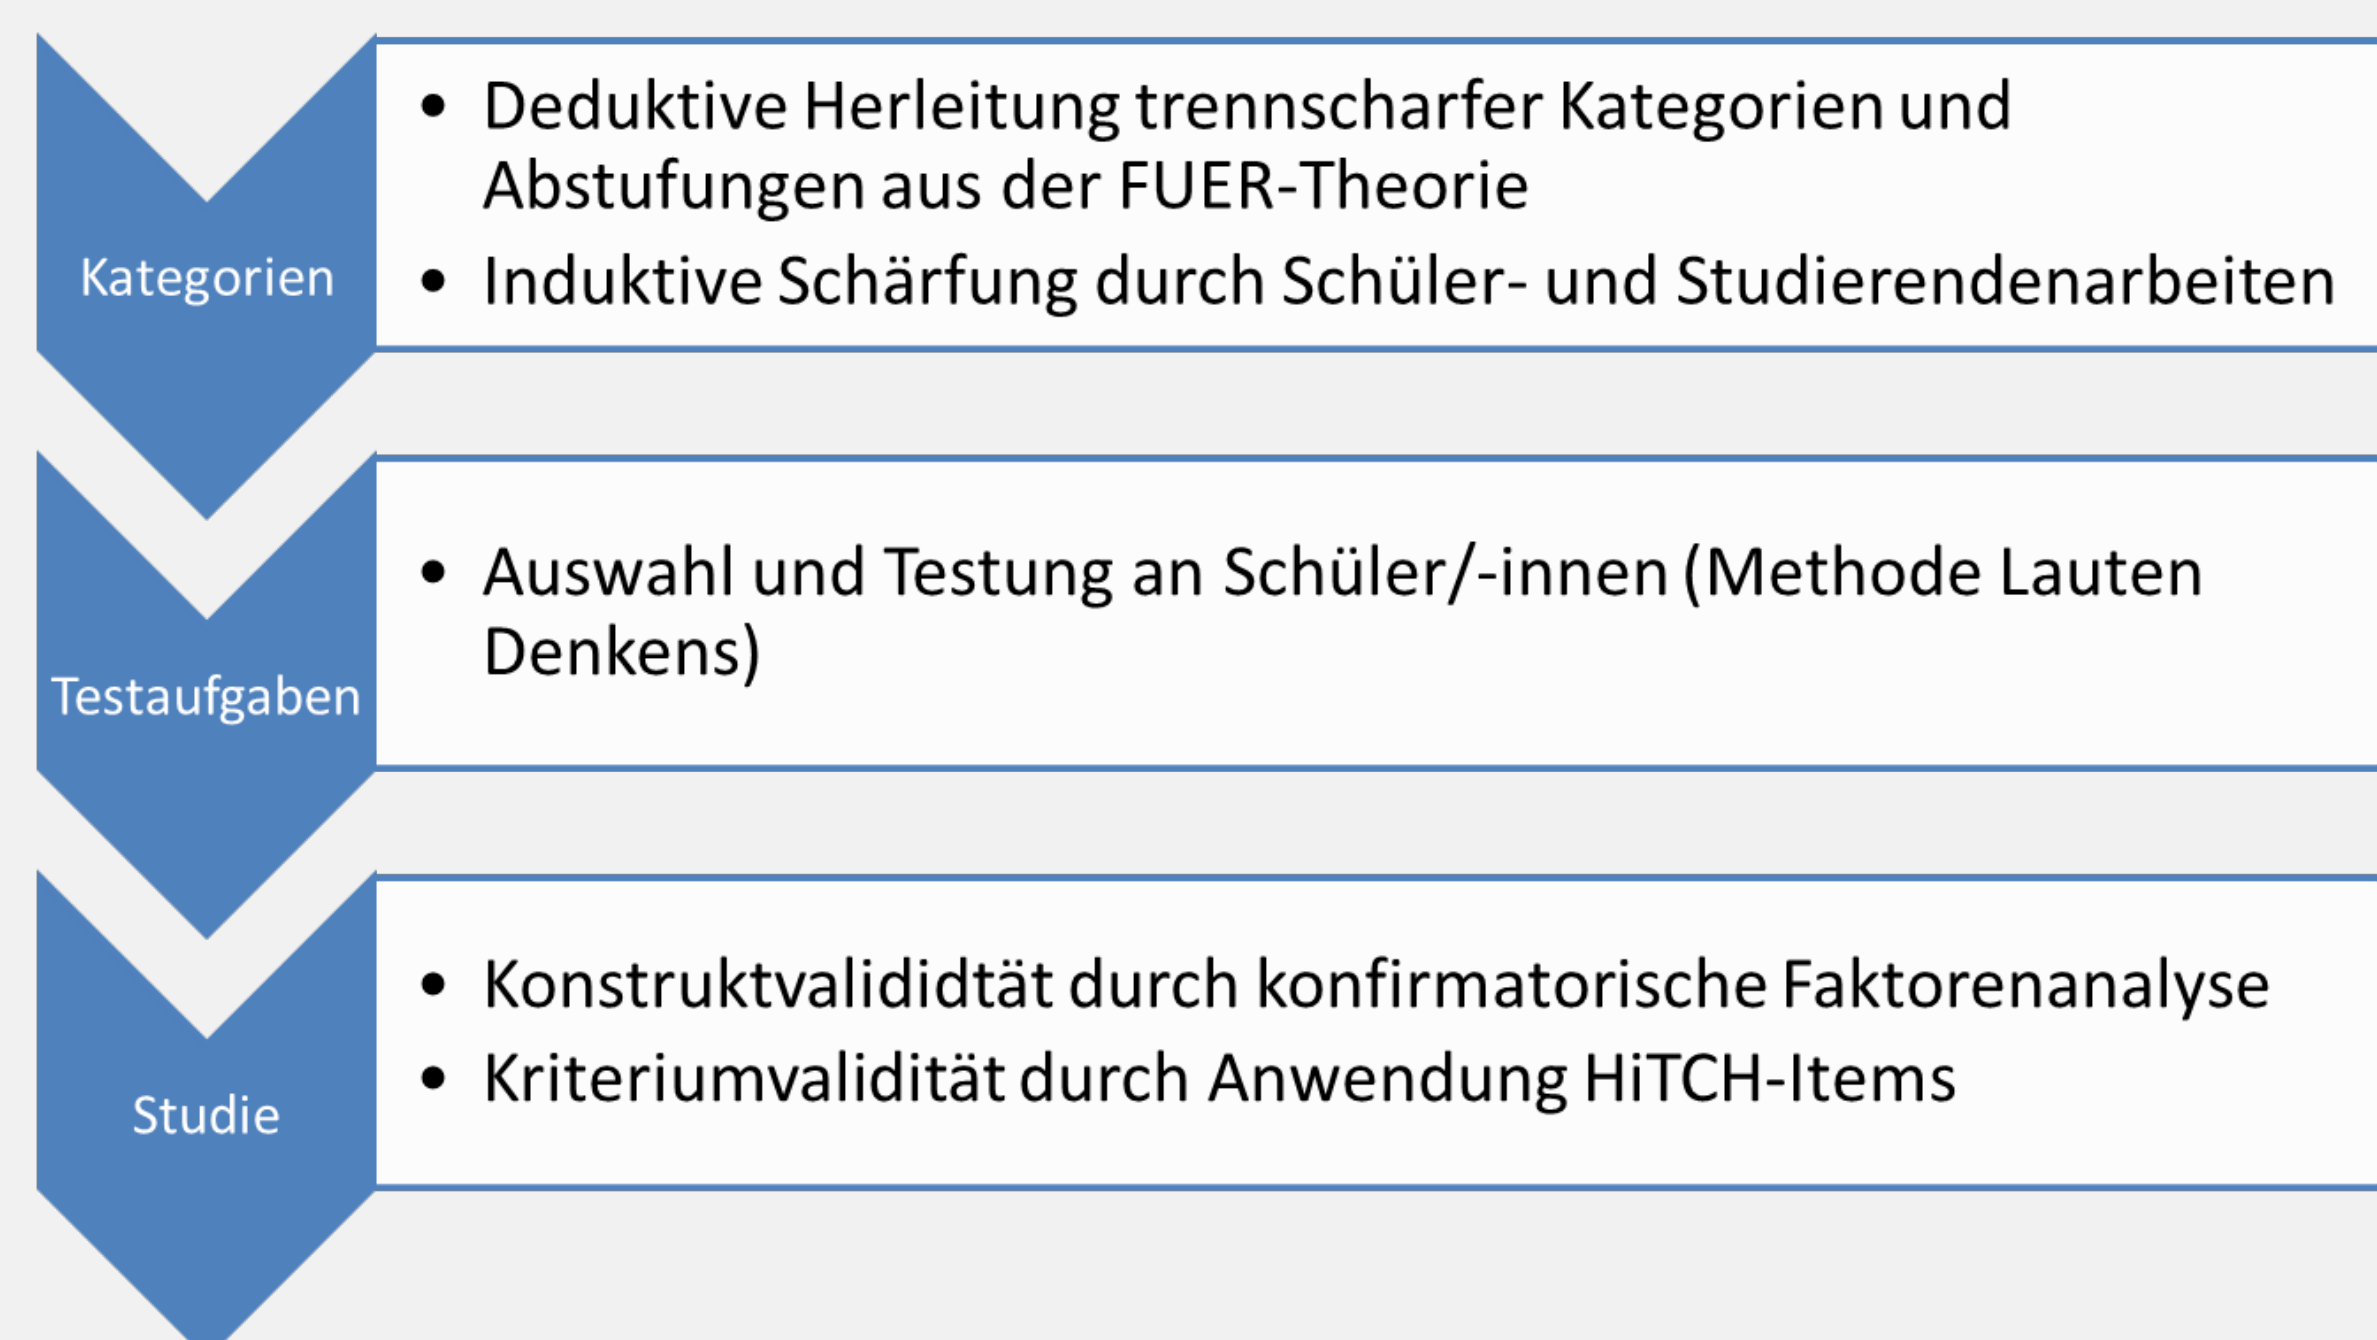 Kategorien
• Deduktive Herleitung trennscharfer Kategorien und
Abstufungen aus der FUER-Theorie
• Induktive Schärfung durch Schüler- und Studierendenarbeiten
Testaufgaben
• Auswahl und Testung an Schüler/-innen (Methode Lauten
Denkens)
Studie
• Konstruktvalididtät durch konfirmatorische Faktorenanalyse
• Kriteriumvalidität durch Anwendung HiTCH-Items